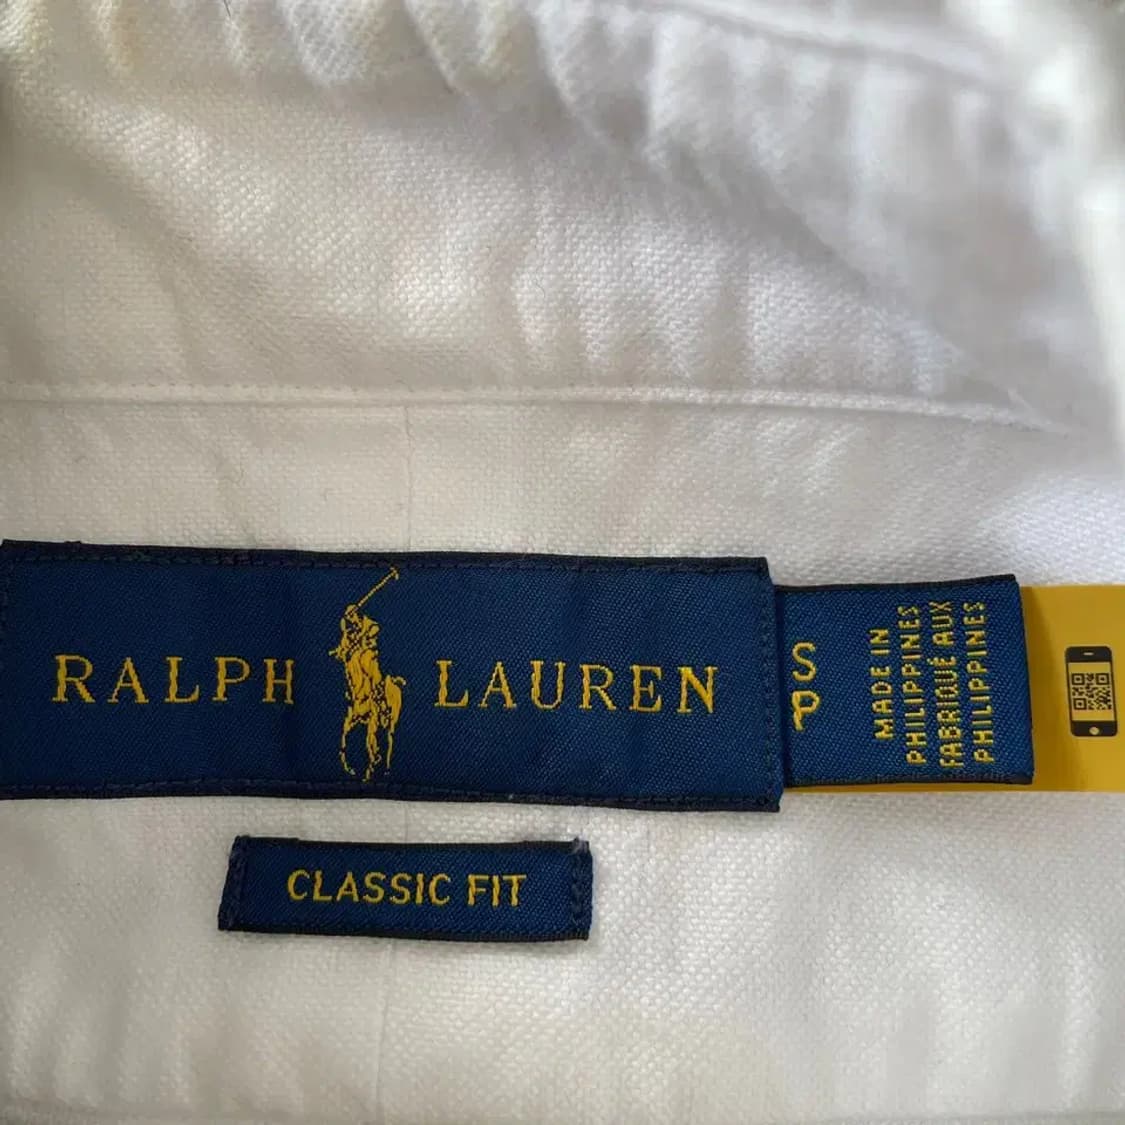 RALPH LAUREN
S
P
MADE IN
PHILIPPINES
FABRIQUÉ AUX
PHILIPPINES
CLASSIC FIT